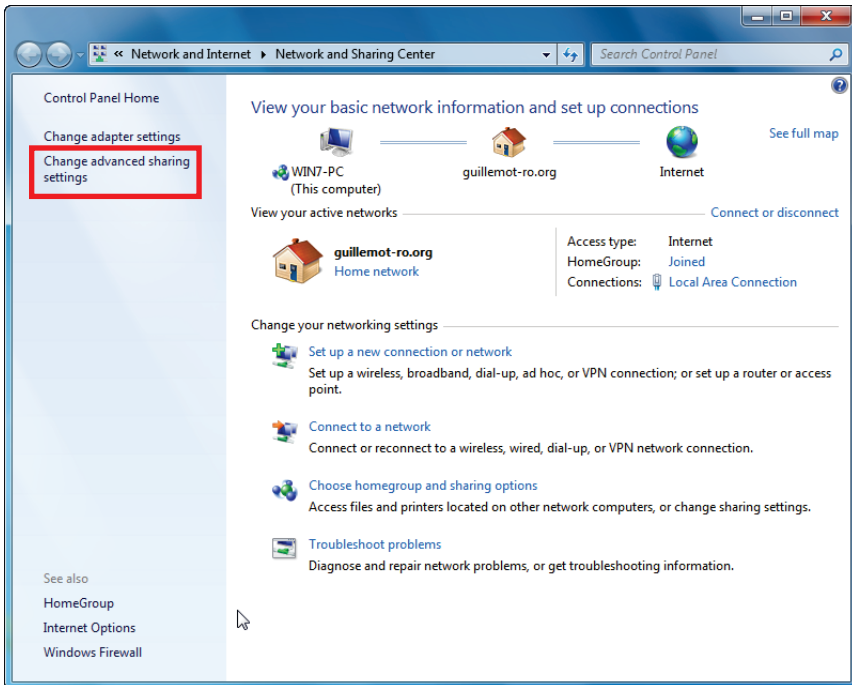 « Network and Internet ▸ Network and Sharing Center
Search Control Panel
Control Panel Home
Change adapter settings
Change advanced sharing
settings
View your basic network information and set up connections
See full map
WIN7-PC
(This computer)
guillemot-ro.org
Internet
View your active networks
Connect or disconnect
guillemot-ro.org
Home network
Access type: Internet
HomeGroup: Joined
Connections: Local Area Connection
Change your networking settings
Set up a new connection or network
Set up a wireless, broadband, dial-up, ad hoc, or VPN connection; or set up a router or access
point.
Connect to a network
Connect or reconnect to a wireless, wired, dial-up, or VPN network connection.
Choose homegroup and sharing options
Access files and printers located on other network computers, or change sharing settings.
Troubleshoot problems
Diagnose and repair network problems, or get troubleshooting information.
See also
HomeGroup
Internet Options
Windows Firewall